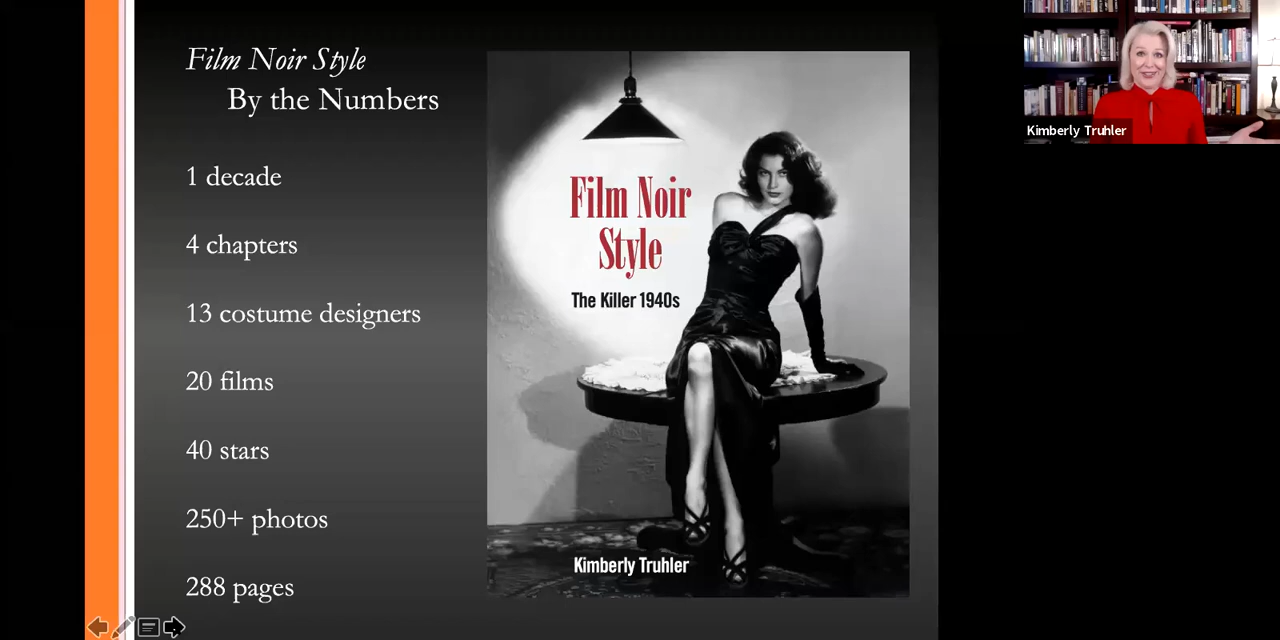 Film Noir Style
By the Numbers
1 decade
4 chapters
13 costume designers
20 films
40 stars
250+ photos
288 pages
Film Noir
Style
The Killer 1940s
Kimberly Truhler
Kimberly Truhler